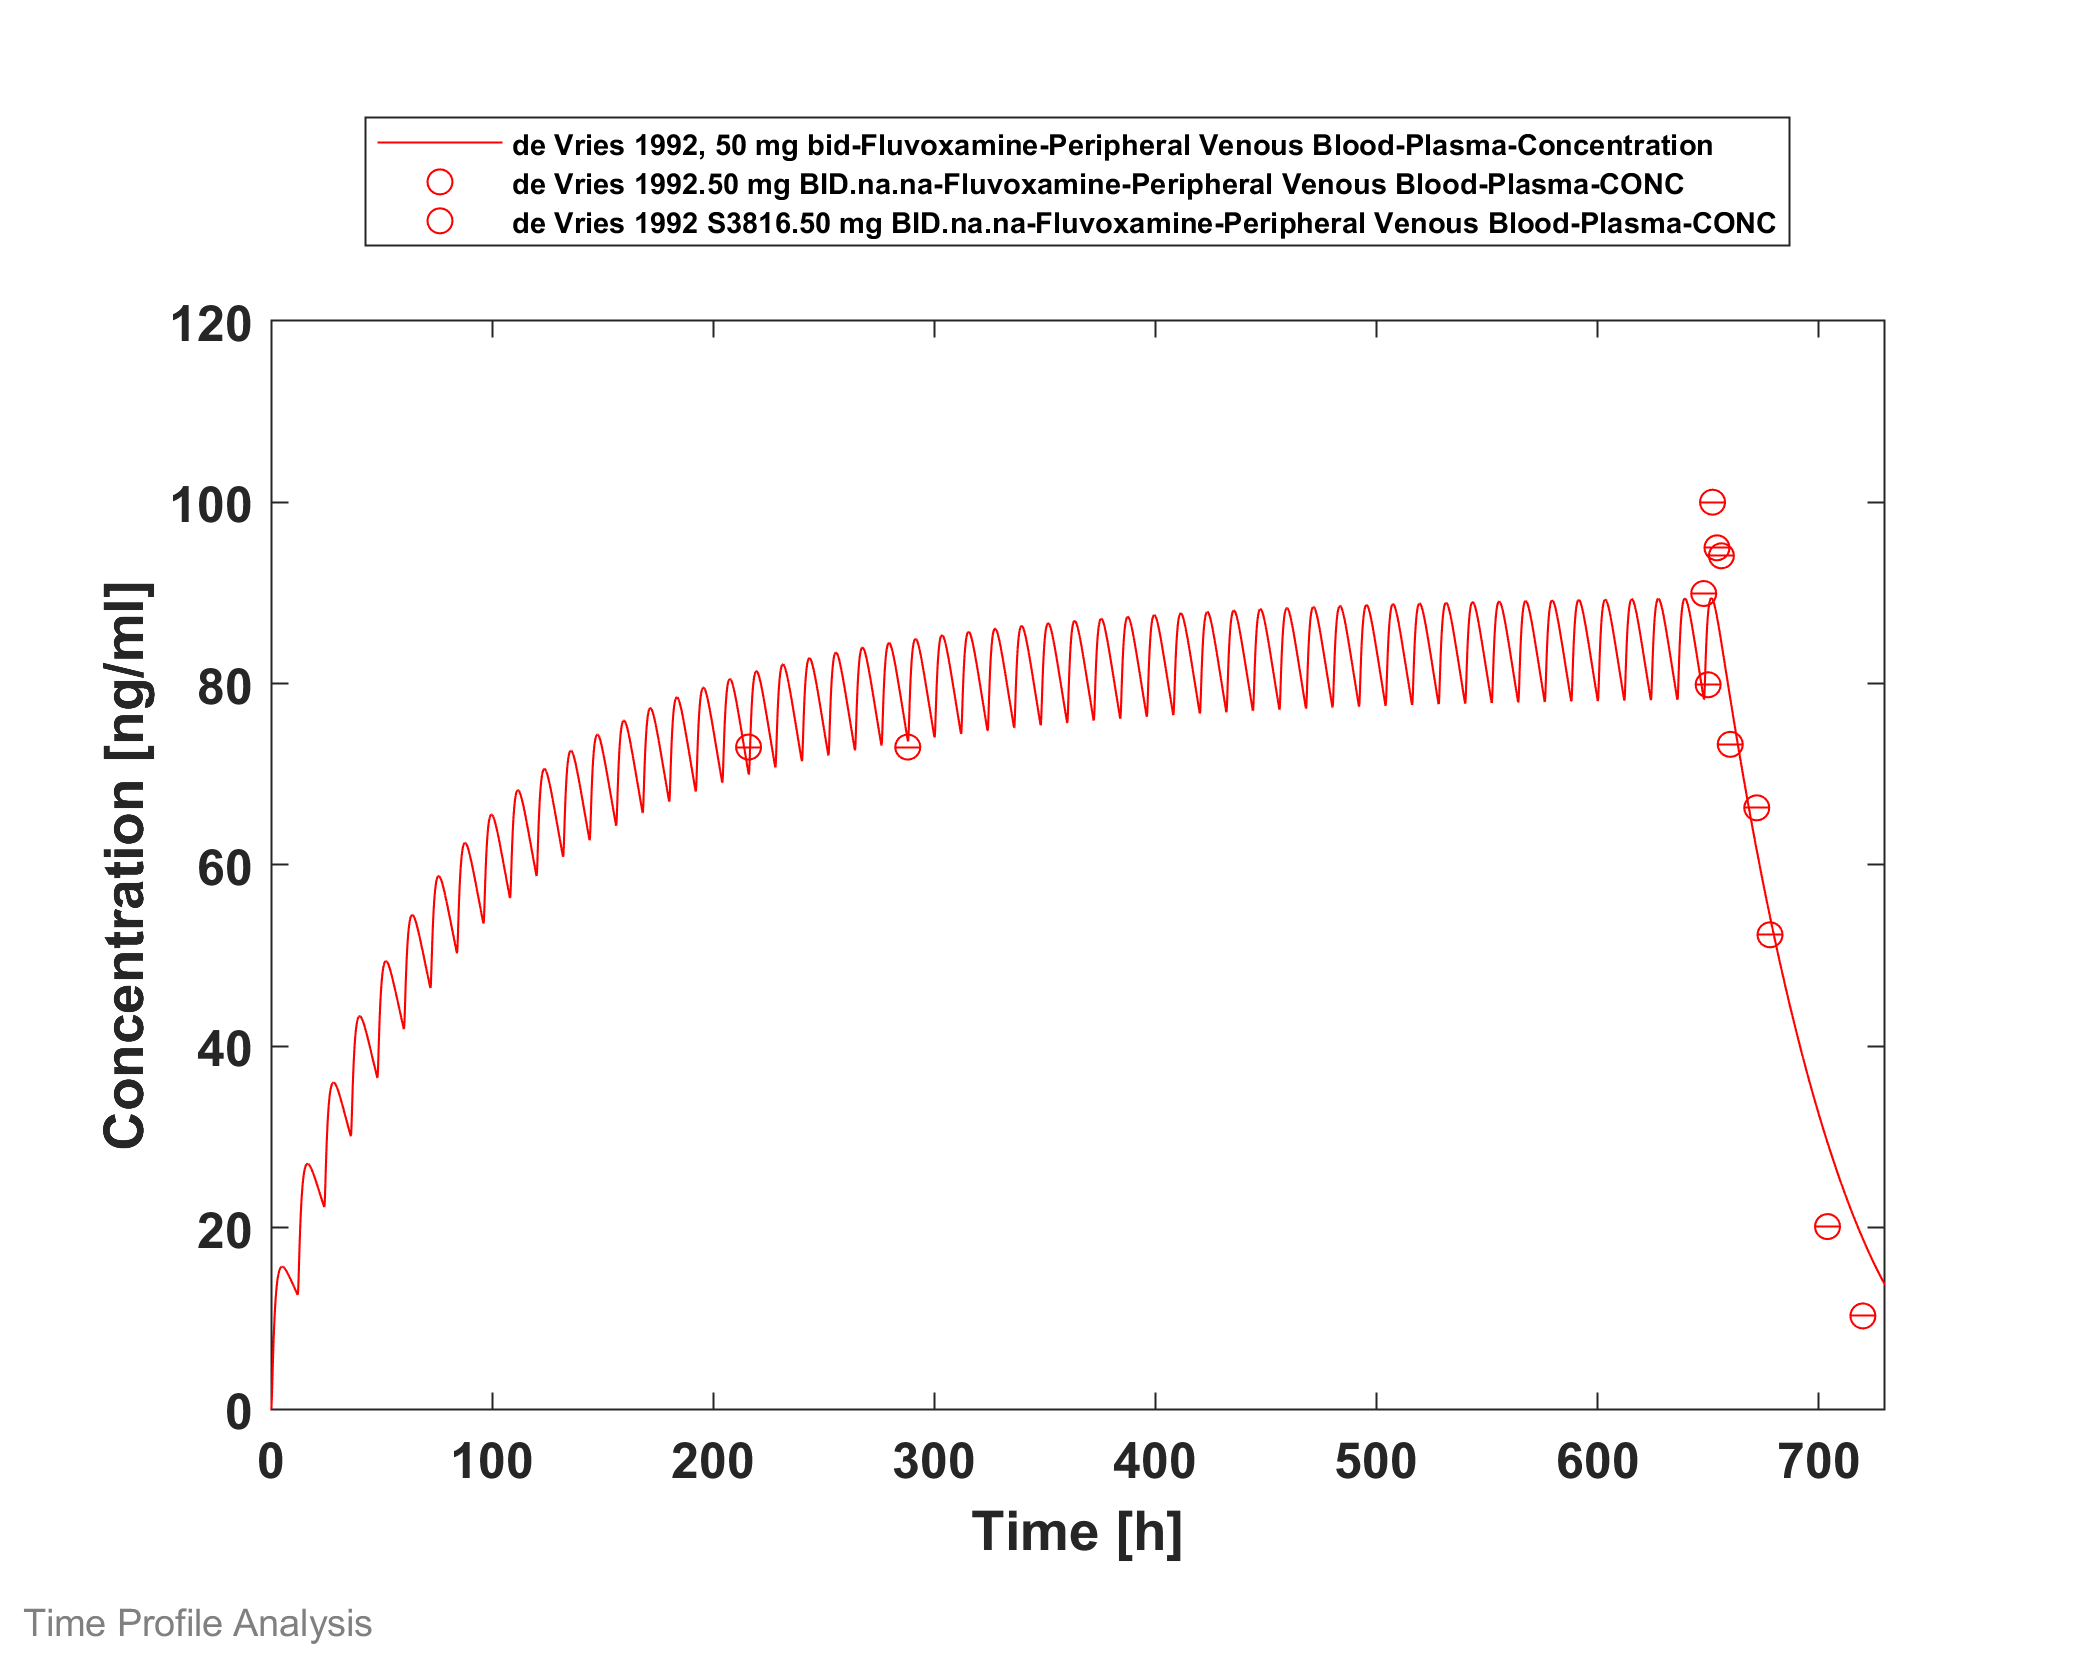 de Vries 1992, 50 mg bid-Fluvoxamine-Peripheral Venous Blood-Plasma-Concentration
de Vries 1992.50 mg BID.na.na-Fluvoxamine-Peripheral Venous Blood-Plasma-CONC
de Vries 1992 S3816.50 mg BID.na.na-Fluvoxamine-Peripheral Venous Blood-Plasma-CONC
120
100
80
60
40
20
0
Concentration [ng/ml]
0 100 200 300 400 500 600 700
Time [h]
Time Profile Analysis